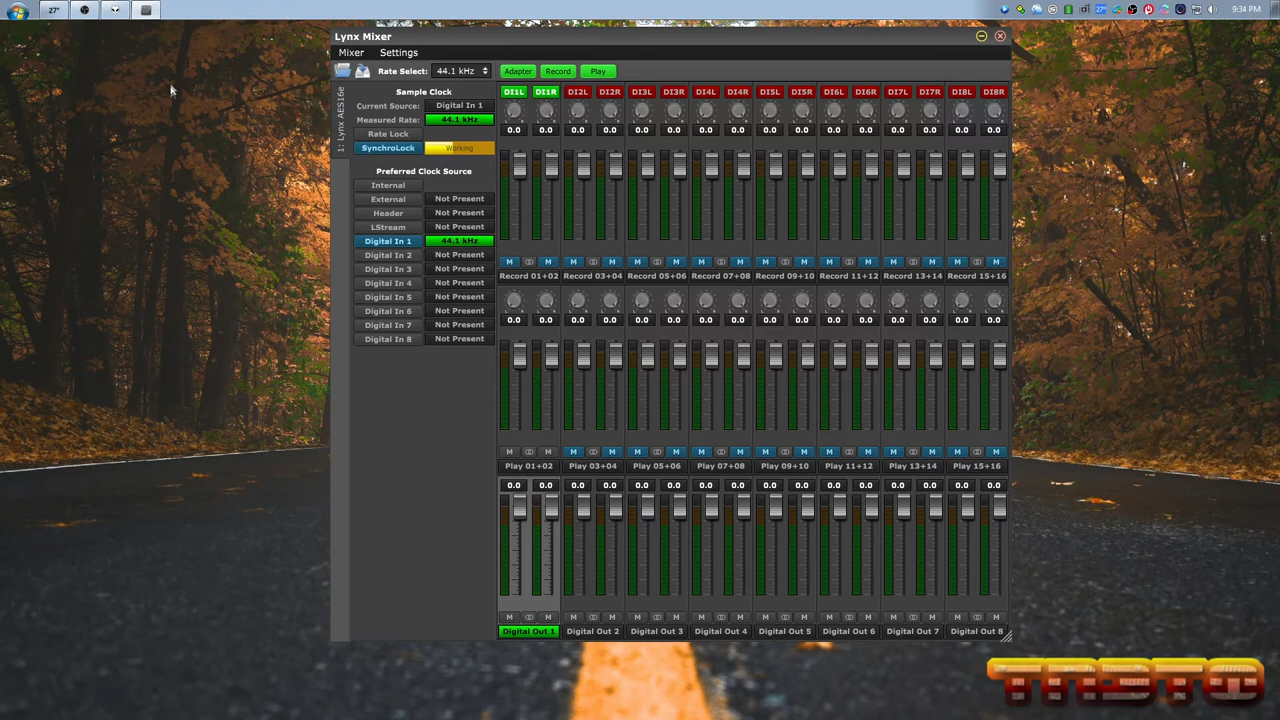 27°
27°
9:34 PM
Lynx Mixer
Mixer Settings
Rate Select: 44.1 kHz Adapter Record Play
1: Lynx AES16e
Sample Clock
Current Source: Digital In 1
Measured Rate: 44.1 kHz
Rate Lock
SynchroLock Working
Preferred Clock Source
Internal
External Not Present
Header Not Present
LStream Not Present
Digital In 1 44.1 kHz
Digital In 2 Not Present
Digital In 3 Not Present
Digital In 4 Not Present
Digital In 5 Not Present
Digital In 6 Not Present
Digital In 7 Not Present
Digital In 8 Not Present
DI1L DI1R DI2L DI2R DI3L DI3R DI4L DI4R DI5L DI5R DI6L DI6R DI7L DI7R DI8L DI8R
0.0 0.0 0.0 0.0 0.0 0.0 0.0 0.0 0.0 0.0 0.0 0.0 0.0 0.0 0.0 0.0
M M M M M M M M M M M M M M M M
Record 01+02 Record 03+04 Record 05+06 Record 07+08 Record 09+10 Record 11+12 Record 13+14 Record 15+16
0.0 0.0 0.0 0.0 0.0 0.0 0.0 0.0 0.0 0.0 0.0 0.0 0.0 0.0 0.0 0.0
M M M M M M M M M M M M M M M M
Play 01+02 Play 03+04 Play 05+06 Play 07+08 Play 09+10 Play 11+12 Play 13+14 Play 15+16
0.0 0.0 0.0 0.0 0.0 0.0 0.0 0.0 0.0 0.0 0.0 0.0 0.0 0.0 0.0 0.0
M M M M M M M M M M M M M M M M
Digital Out 1 Digital Out 2 Digital Out 3 Digital Out 4 Digital Out 5 Digital Out 6 Digital Out 7 Digital Out 8